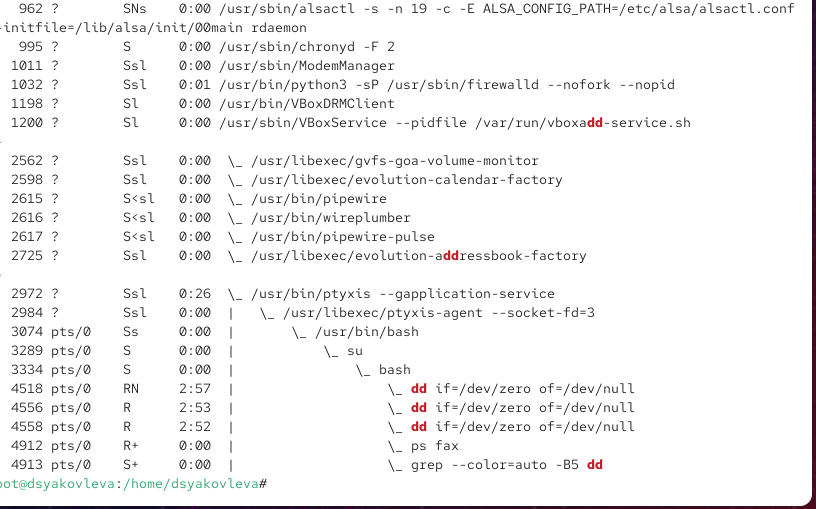 962 ?        SNs    0:00 /usr/sbin/alsactl -s -n 19 -c -E ALSA_CONFIG_PATH=/etc/alsa/alsactl.conf
-initfile=/lib/alsa/init/00main rdaemon
995 ?        S      0:00 /usr/sbin/chronyd -F 2
1011 ?        Ssl    0:00 /usr/sbin/ModemManager
1032 ?        Ssl    0:01 /usr/bin/python3 -sP /usr/sbin/firewalld --nofork --nopid
1198 ?        Sl     0:00 /usr/bin/VBoxDRMClient
1200 ?        Sl     0:00 /usr/sbin/VBoxService --pidfile /var/run/vboxadd-service.sh
2562 ?        Ssl    0:00  \_ /usr/libexec/gvfs-goa-volume-monitor
2598 ?        Ssl    0:00  \_ /usr/libexec/evolution-calendar-factory
2615 ?        S<sl   0:00  \_ /usr/bin/pipewire
2616 ?        S<sl   0:00  \_ /usr/bin/wireplumber
2617 ?        S<sl   0:00  \_ /usr/bin/pipewire-pulse
2725 ?        Ssl    0:00  \_ /usr/libexec/evolution-addressbook-factory
2972 ?        Ssl    0:26  \_ /usr/bin/ptyxis --gapplication-service
2984 ?        Ssl    0:00  |   \_ /usr/libexec/ptyxis-agent --socket-fd=3
3074 pts/0    Ss     0:00  |       \_ /usr/bin/bash
3289 pts/0    S      0:00  |           \_ su
3334 pts/0    S      0:00  |               \_ bash
4518 pts/0    RN     2:57  |                   \_ dd if=/dev/zero of=/dev/null
4556 pts/0    R      2:53  |                   \_ dd if=/dev/zero of=/dev/null
4558 pts/0    R      2:52  |                   \_ dd if=/dev/zero of=/dev/null
4912 pts/0    R+     0:00  |                   \_ ps fax
4913 pts/0    S+     0:00  |                   \_ grep --color=auto -B5 dd
oot@dsyakovleva:/home/dsyakovleva#